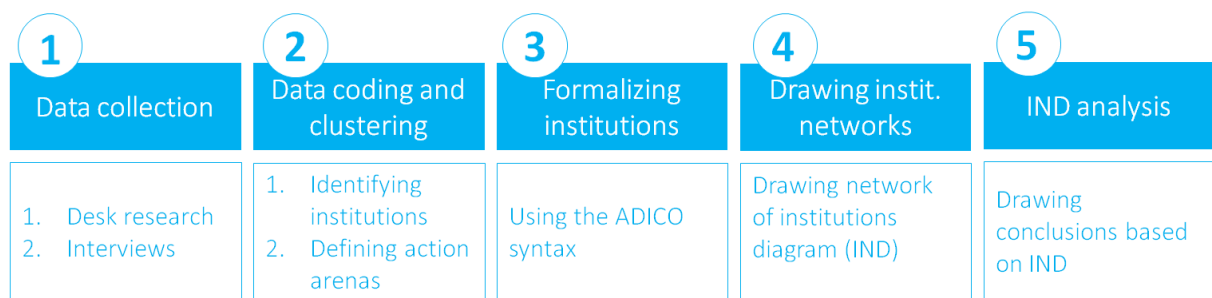 1
Data collection
1. Desk research
2. Interviews
2
Data coding and
clustering
1. Identifying
institutions
2. Defining action
arenas
3
Formalizing
institutions
Using the ADICO
syntax
4
Drawing instit.
networks
Drawing network
of institutions
diagram (IND)
5
IND analysis
Drawing
conclusions based
on IND